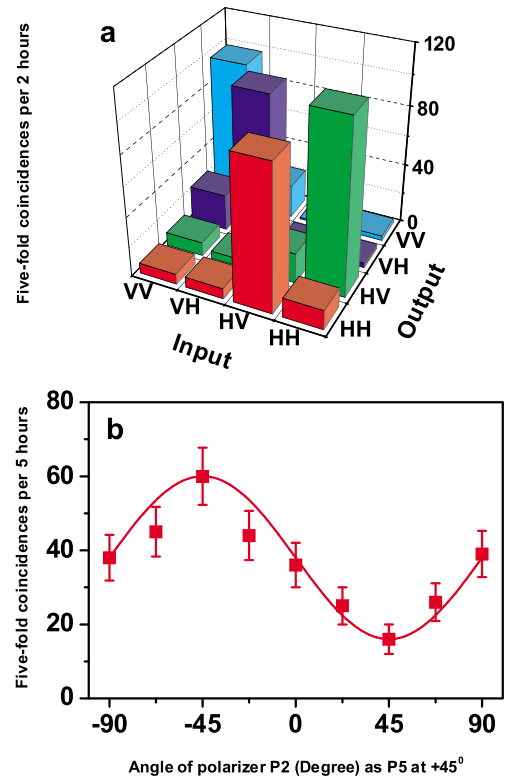 a
Five-fold coincidences per 2 hours
120
80
40
0
VV
VH
HV
HH
Output
VV
VH
HV
HH
Input
b
Five-fold coincidences per 5 hours
80
60
40
20
0
-90
-45
0
45
90
Angle of polarizer P2 (Degree) as P5 at +45⁰